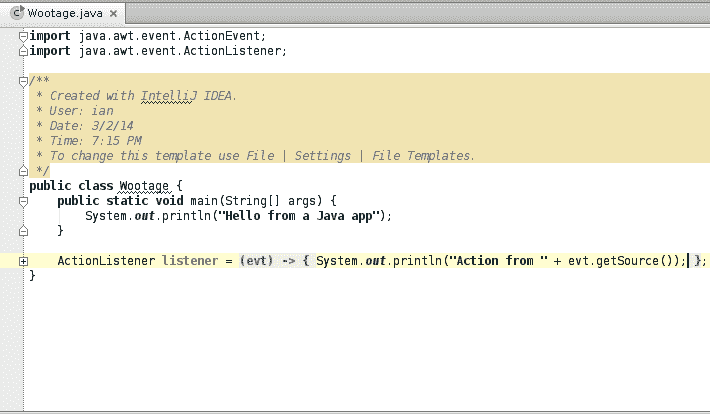 Wootage.java
import java.awt.event.ActionEvent;
import java.awt.event.ActionListener;
/**
* Created with IntelliJ IDEA.
* User: ian
* Date: 3/2/14
* Time: 7:15 PM
* To change this template use File | Settings | File Templates.
*/
public class Wootage {
public static void main(String[] args) {
System.out.println("Hello from a Java app");
}
ActionListener listener = (evt) -> { System.out.println("Action from " + evt.getSource()); };
}